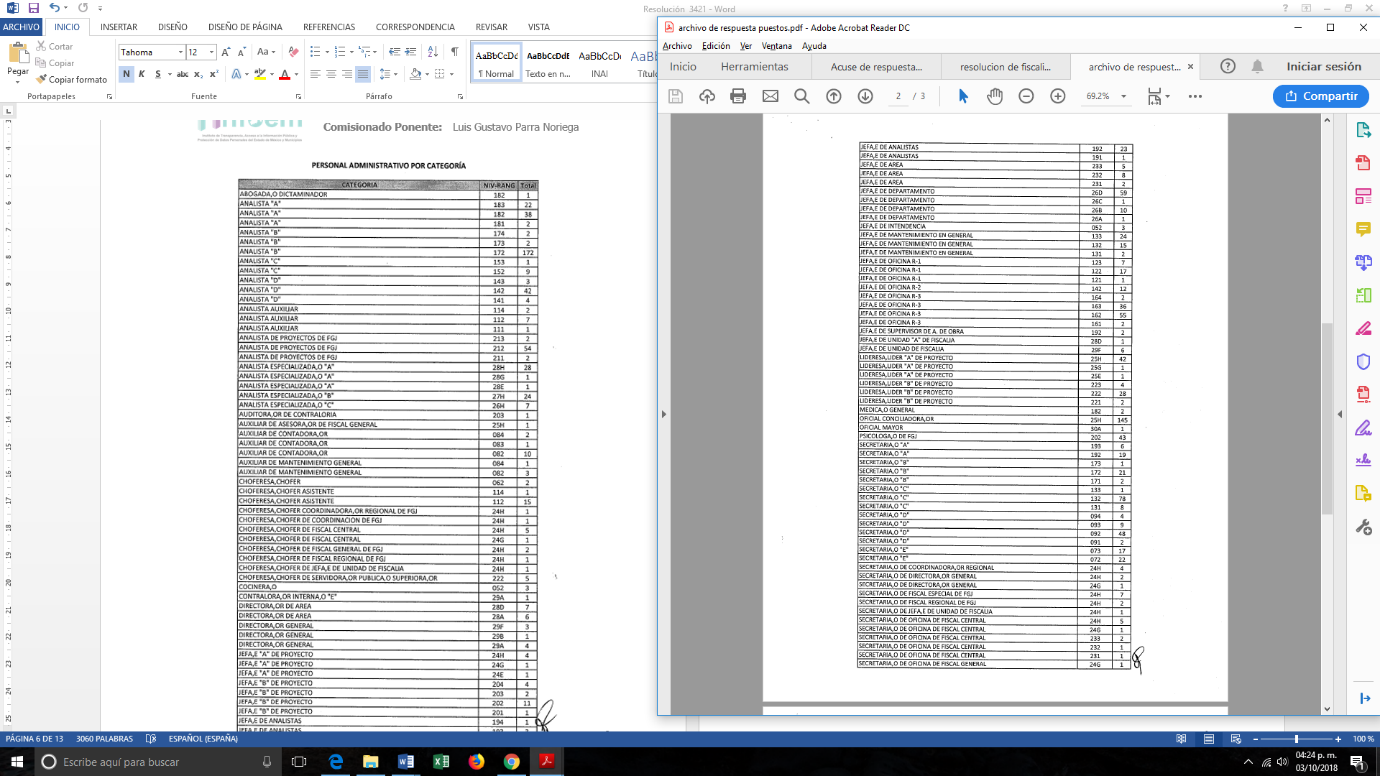 Resolución 3421 - Word
ARCHIVO INICIO INSERTAR DISEÑO DISEÑO DE PÁGINA REFERENCIAS CORRESPONDENCIA REVISAR VISTA
Pegar
Cortar
Copiar
Copiar formato
Tahoma 12
N K S abc x₂ x²
AaBbCcDd AaBbCcDdE AaBbCcDd
¶ Normal Texto en n... INAI Título
Portapapeles Fuente Párrafo
Comisionado Ponente: Luis Gustavo Parra Noriega
PERSONAL ADMINISTRATIVO POR CATEGORÍA
CATEGORIA NIV-RANG Total
ABOGADA,O DICTAMINADOR 182 1
ANALISTA "A" 183 22
ANALISTA "A" 182 38
ANALISTA "A" 181 2
ANALISTA "B" 174 2
ANALISTA "B" 173 2
ANALISTA "B" 172 172
ANALISTA "C" 153 1
ANALISTA "C" 152 9
ANALISTA "D" 143 3
ANALISTA "D" 142 42
ANALISTA "D" 141 4
ANALISTA AUXILIAR 114 2
ANALISTA AUXILIAR 112 7
ANALISTA AUXILIAR 111 1
ANALISTA DE PROYECTOS DE FGJ 213 2
ANALISTA DE PROYECTOS DE FGJ 212 54
ANALISTA DE PROYECTOS DE FGJ 211 2
ANALISTA ESPECIALIZADA,O "A" 28H 28
ANALISTA ESPECIALIZADA,O "A" 28G 1
ANALISTA ESPECIALIZADA,O "A" 28E 1
ANALISTA ESPECIALIZADA,O "B" 27H 24
ANALISTA ESPECIALIZADA,O "C" 26H 7
AUDITORA,OR DE CONTRALORIA 203 1
AUXILIAR DE ASESORA,OR DE FISCAL GENERAL 25H 1
AUXILIAR DE CONTADORA,OR 084 2
AUXILIAR DE CONTADORA,OR 083 1
AUXILIAR DE CONTADORA,OR 082 10
AUXILIAR DE MANTENIMIENTO GENERAL 084 1
AUXILIAR DE MANTENIMIENTO GENERAL 082 3
CHOFERESA,CHOFER 062 2
CHOFERESA,CHOFER ASISTENTE 114 1
CHOFERESA,CHOFER ASISTENTE 112 15
CHOFERESA,CHOFER COORDINADORA,OR REGIONAL DE FGJ 24H 1
CHOFERESA,CHOFER DE COORDINACION DE FGJ 24H 1
CHOFERESA,CHOFER DE FISCAL CENTRAL 24H 5
CHOFERESA,CHOFER DE FISCAL CENTRAL 24G 1
CHOFERESA,CHOFER DE FISCAL GENERAL DE FGJ 24H 2
CHOFERESA,CHOFER DE FISCAL REGIONAL DE FGJ 24H 1
CHOFERESA,CHOFER DE JEFA,E DE UNIDAD DE FISCALIA 24H 1
CHOFERESA,CHOFER DE SERVIDORA,OR PUBLICA,O SUPERIORA,OR 222 5
COCINERA,O 052 3
CONTRALORA,OR INTERNA,O "E" 29A 1
DIRECTORA,OR DE AREA 28D 7
DIRECTORA,OR DE AREA 28A 6
DIRECTORA,OR GENERAL 29F 3
DIRECTORA,OR GENERAL 29B 1
DIRECTORA,OR GENERAL 29A 4
JEFA,E "A" DE PROYECTO 24H 4
JEFA,E "A" DE PROYECTO 24G 1
JEFA,E "A" DE PROYECTO 24E 1
JEFA,E "B" DE PROYECTO 204 4
JEFA,E "B" DE PROYECTO 203 2
JEFA,E "B" DE PROYECTO 202 11
JEFA,E "B" DE PROYECTO 201 1
JEFA,E DE ANALISTAS 194 1
JEFA,E DE ANALISTAS
PÁGINA 6 DE 13 3060 PALABRAS ESPAÑOL (ESPAÑA) 100 %
archivo de respuesta puestos.pdf - Adobe Acrobat Reader DC
Archivo Edición Ver Ventana Ayuda
Inicio Herramientas Acuse de respuesta... resolucion de fiscali... archivo de respuest... × Iniciar sesión
2 / 3 69.2% Compartir
JEFA,E DE ANALISTAS 192 23
JEFA,E DE ANALISTAS 191 1
JEFA,E DE AREA 233 5
JEFA,E DE AREA 232 8
JEFA,E DE AREA 231 2
JEFA,E DE DEPARTAMENTO 26D 59
JEFA,E DE DEPARTAMENTO 26C 1
JEFA,E DE DEPARTAMENTO 26B 10
JEFA,E DE DEPARTAMENTO 26A 1
JEFA,E DE INTENDENCIA 052 3
JEFA,E DE MANTENIMIENTO EN GENERAL 133 24
JEFA,E DE MANTENIMIENTO EN GENERAL 132 15
JEFA,E DE MANTENIMIENTO EN GENERAL 131 2
JEFA,E DE OFICINA R-1 123 7
JEFA,E DE OFICINA R-1 122 17
JEFA,E DE OFICINA R-1 121 1
JEFA,E DE OFICINA R-2 142 12
JEFA,E DE OFICINA R-3 164 2
JEFA,E DE OFICINA R-3 163 36
JEFA,E DE OFICINA R-3 162 55
JEFA,E DE OFICINA R-3 161 2
JEFA,E DE SUPERVISOR DE A. DE OBRA 192 2
JEFA,E DE UNIDAD "A" DE FISCALIA 28D 1
JEFA,E DE UNIDAD DE FISCALIA 29F 6
LIDERESA,LIDER "A" DE PROYECTO 25H 42
LIDERESA,LIDER "A" DE PROYECTO 25G 1
LIDERESA,LIDER "A" DE PROYECTO 25E 1
LIDERESA,LIDER "B" DE PROYECTO 223 4
LIDERESA,LIDER "B" DE PROYECTO 222 28
LIDERESA,LIDER "B" DE PROYECTO 221 2
MEDICA,O GENERAL 182 2
OFICIAL CONCILIADORA,OR 25H 145
OFICIAL MAYOR 30A 1
PSICOLOGA,O DE FGJ 202 43
SECRETARIA,O "A" 193 6
SECRETARIA,O "A" 192 19
SECRETARIA,O "B" 173 1
SECRETARIA,O "B" 172 21
SECRETARIA,O "B" 171 2
SECRETARIA,O "C" 133 1
SECRETARIA,O "C" 132 78
SECRETARIA,O "C" 131 8
SECRETARIA,O "D" 094 4
SECRETARIA,O "D" 093 9
SECRETARIA,O "D" 092 48
SECRETARIA,O "D" 091 2
SECRETARIA,O "E" 073 17
SECRETARIA,O "E" 072 22
SECRETARIA,O DE COORDINADORA,OR REGIONAL 24H 4
SECRETARIA,O DE DIRECTORA,OR GENERAL 24H 2
SECRETARIA,O DE DIRECTORA,OR GENERAL 24G 1
SECRETARIA,O DE FISCAL ESPECIAL DE FGJ 24H 7
SECRETARIA,O DE FISCAL REGIONAL DE FGJ 24H 2
SECRETARIA,O DE JEFA,E DE UNIDAD DE FISCALIA 24H 1
SECRETARIA,O DE OFICINA DE FISCAL CENTRAL 24H 5
SECRETARIA,O DE OFICINA DE FISCAL CENTRAL 24G 1
SECRETARIA,O DE OFICINA DE FISCAL CENTRAL 233 2
SECRETARIA,O DE OFICINA DE FISCAL CENTRAL 232 1
SECRETARIA,O DE OFICINA DE FISCAL CENTRAL 231 1
SECRETARIA,O DE OFICINA DE FISCAL GENERAL 24G 1
Escribe aquí para buscar
04:24 p. m.
03/10/2018